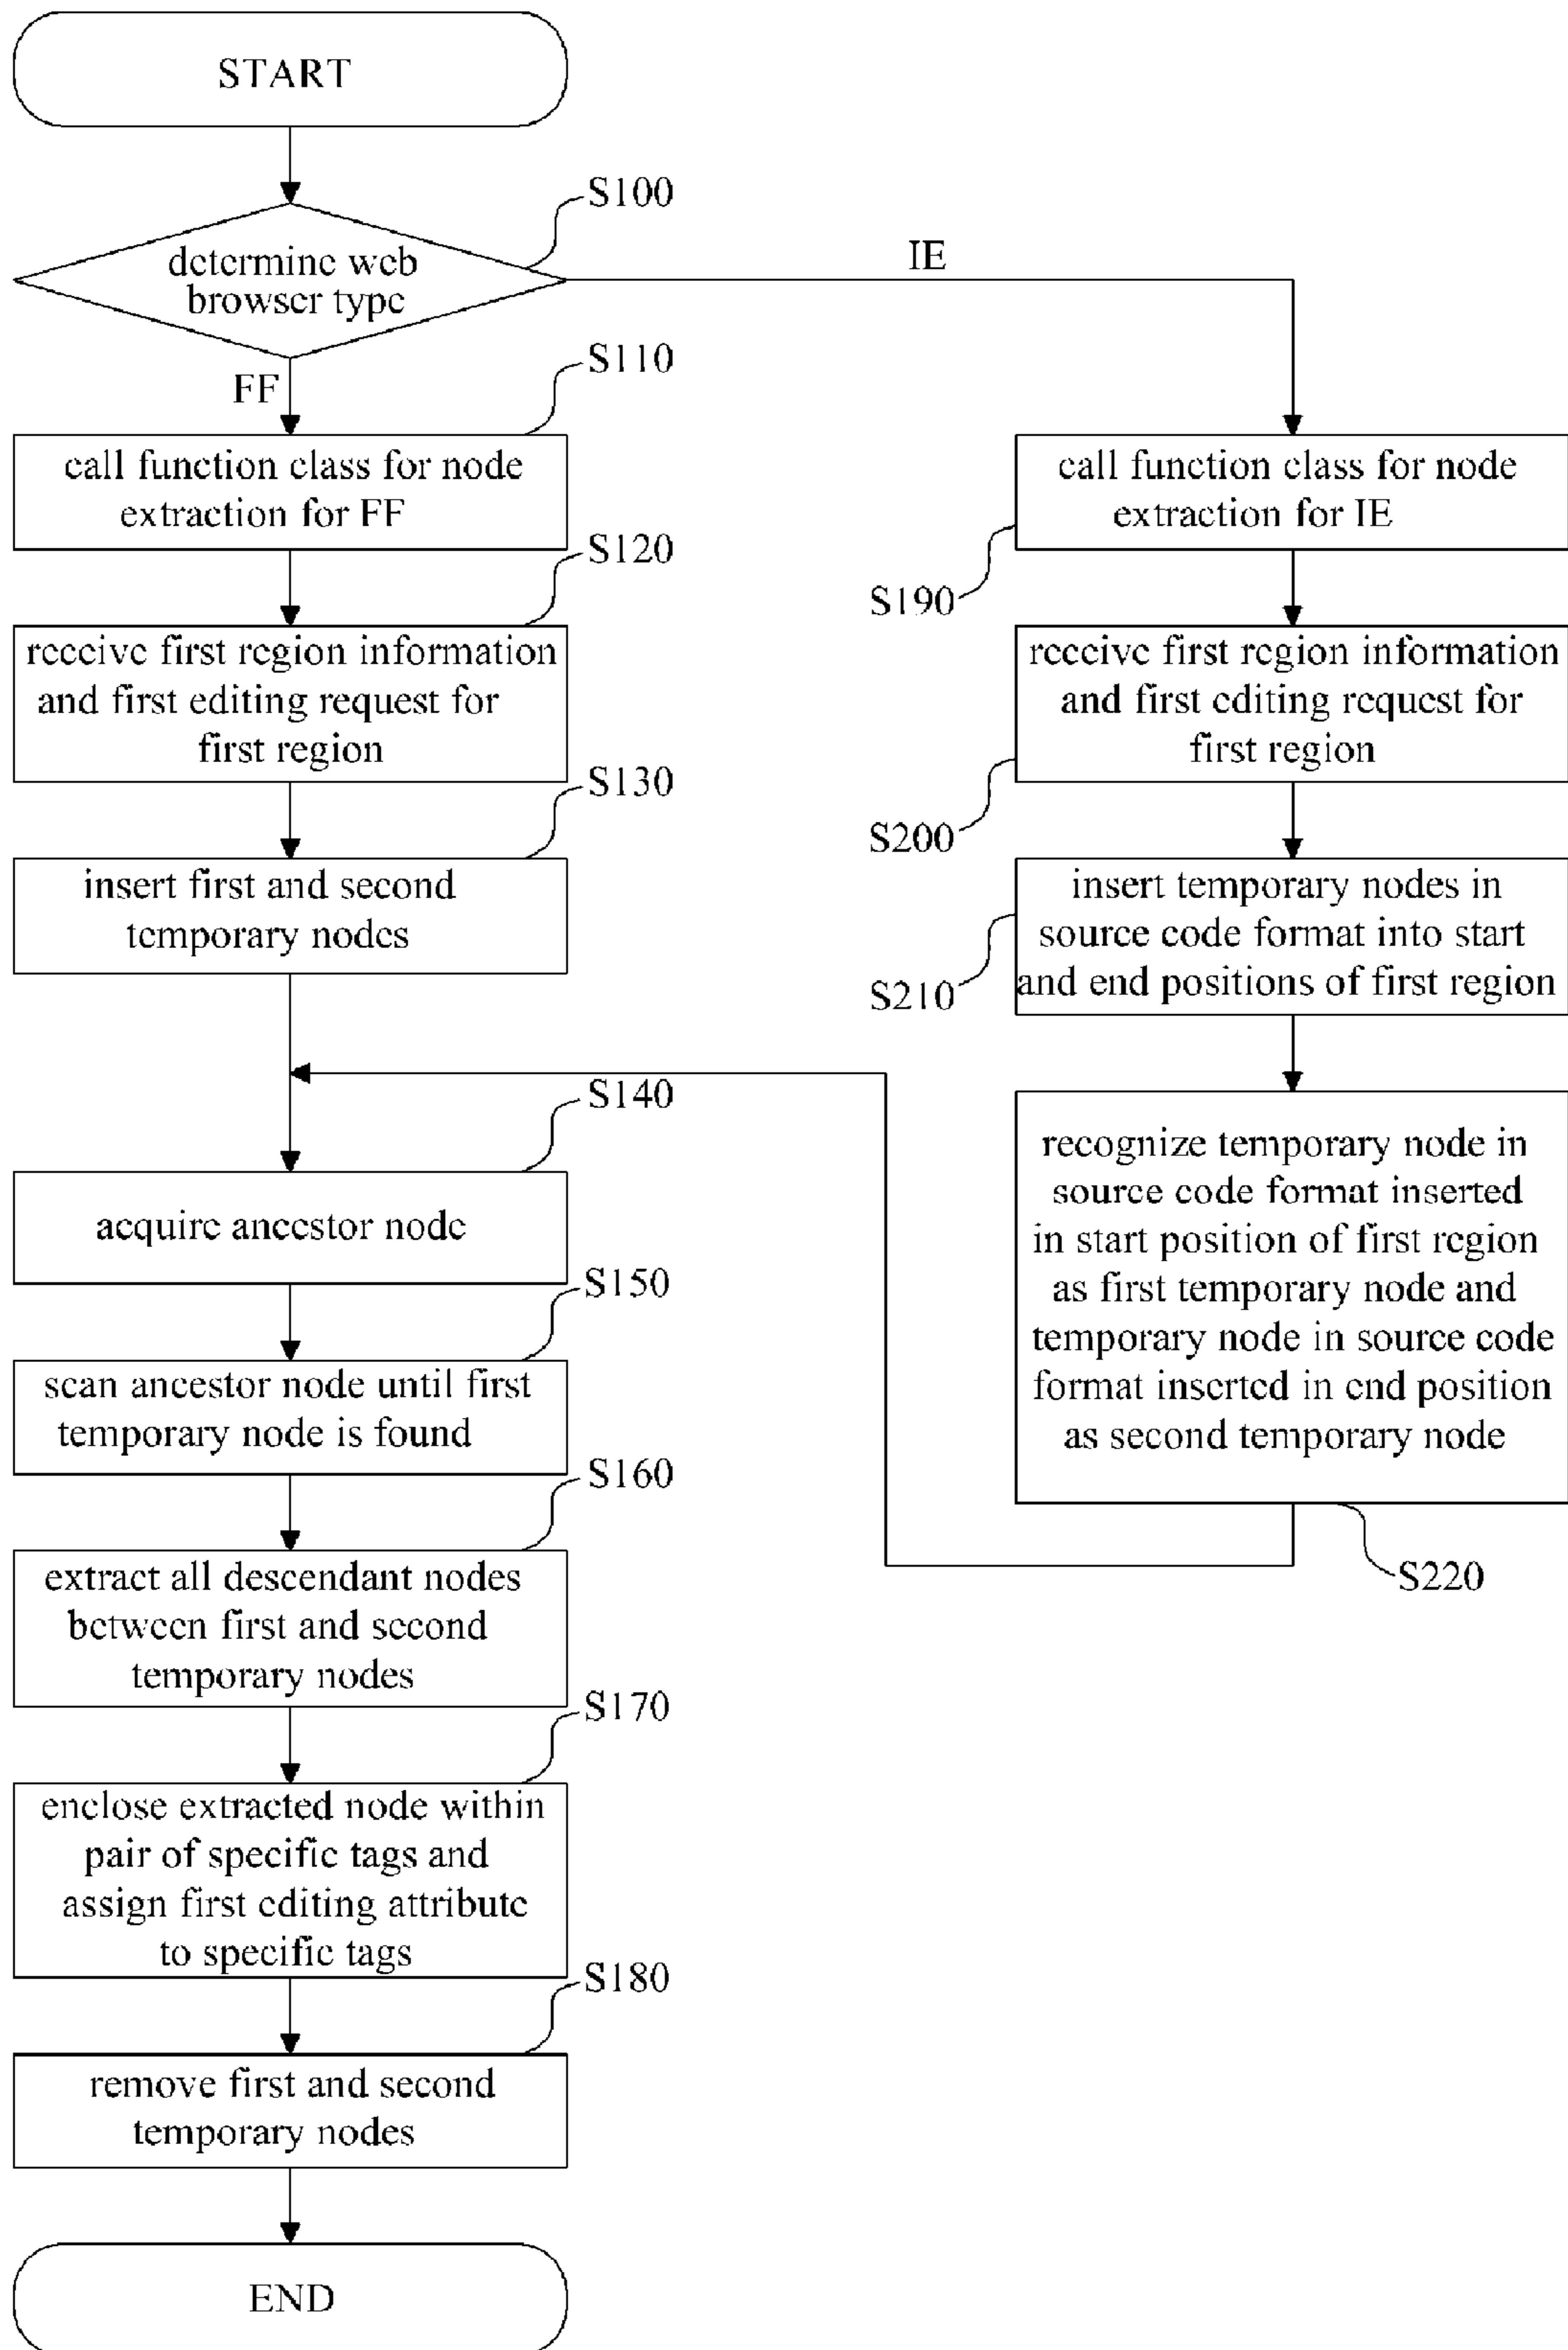 START
S100
determine web
browser type
IE
FF
S110
call function class for node
extraction for FF
S120
receive first region information
and first editing request for
first region
S130
insert first and second
temporary nodes
S140
acquire ancestor node
S150
scan ancestor node until first
temporary node is found
S160
extract all descendant nodes
between first and second
temporary nodes
S170
enclose extracted node within
pair of specific tags and
assign first editing attribute
to specific tags
S180
remove first and second
temporary nodes
END
call function class for node
extraction for IE
S190
receive first region information
and first editing request for
first region
S200
insert temporary nodes in
source code format into start
and end positions of first region
S210
recognize temporary node in
source code format inserted
in start position of first region
as first temporary node and
temporary node in source code
format inserted in end position
as second temporary node
S220